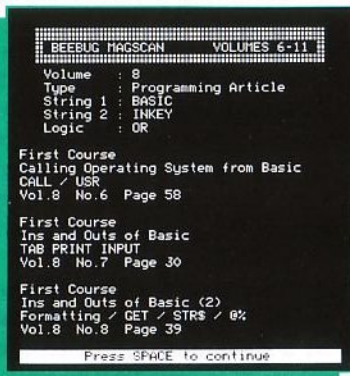 BEEBUG MAGSCAN VOLUMES 6-11
Volume : 8
Type : Programming Article
String 1 : BASIC
String 2 : INKEY
Logic : OR
First Course
Calling Operating System from Basic
CALL / USR
Vol.8 No.6 Page 58
First Course
Ins and Outs of Basic
TAB PRINT INPUT
Vol.8 No.7 Page 30
First Course
Ins and Outs of Basic (2)
Formatting / GET / STR$ / @%
Vol.8 No.8 Page 39
Press SPACE to continue